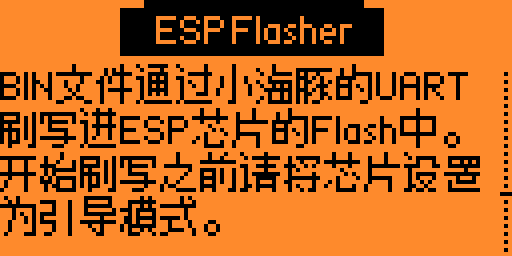 ESP Flasher
BIN文件通过小海豚的UART
刷写进ESP芯片的Flash中。
开始刷写之前请将芯片设置
为引导模式。